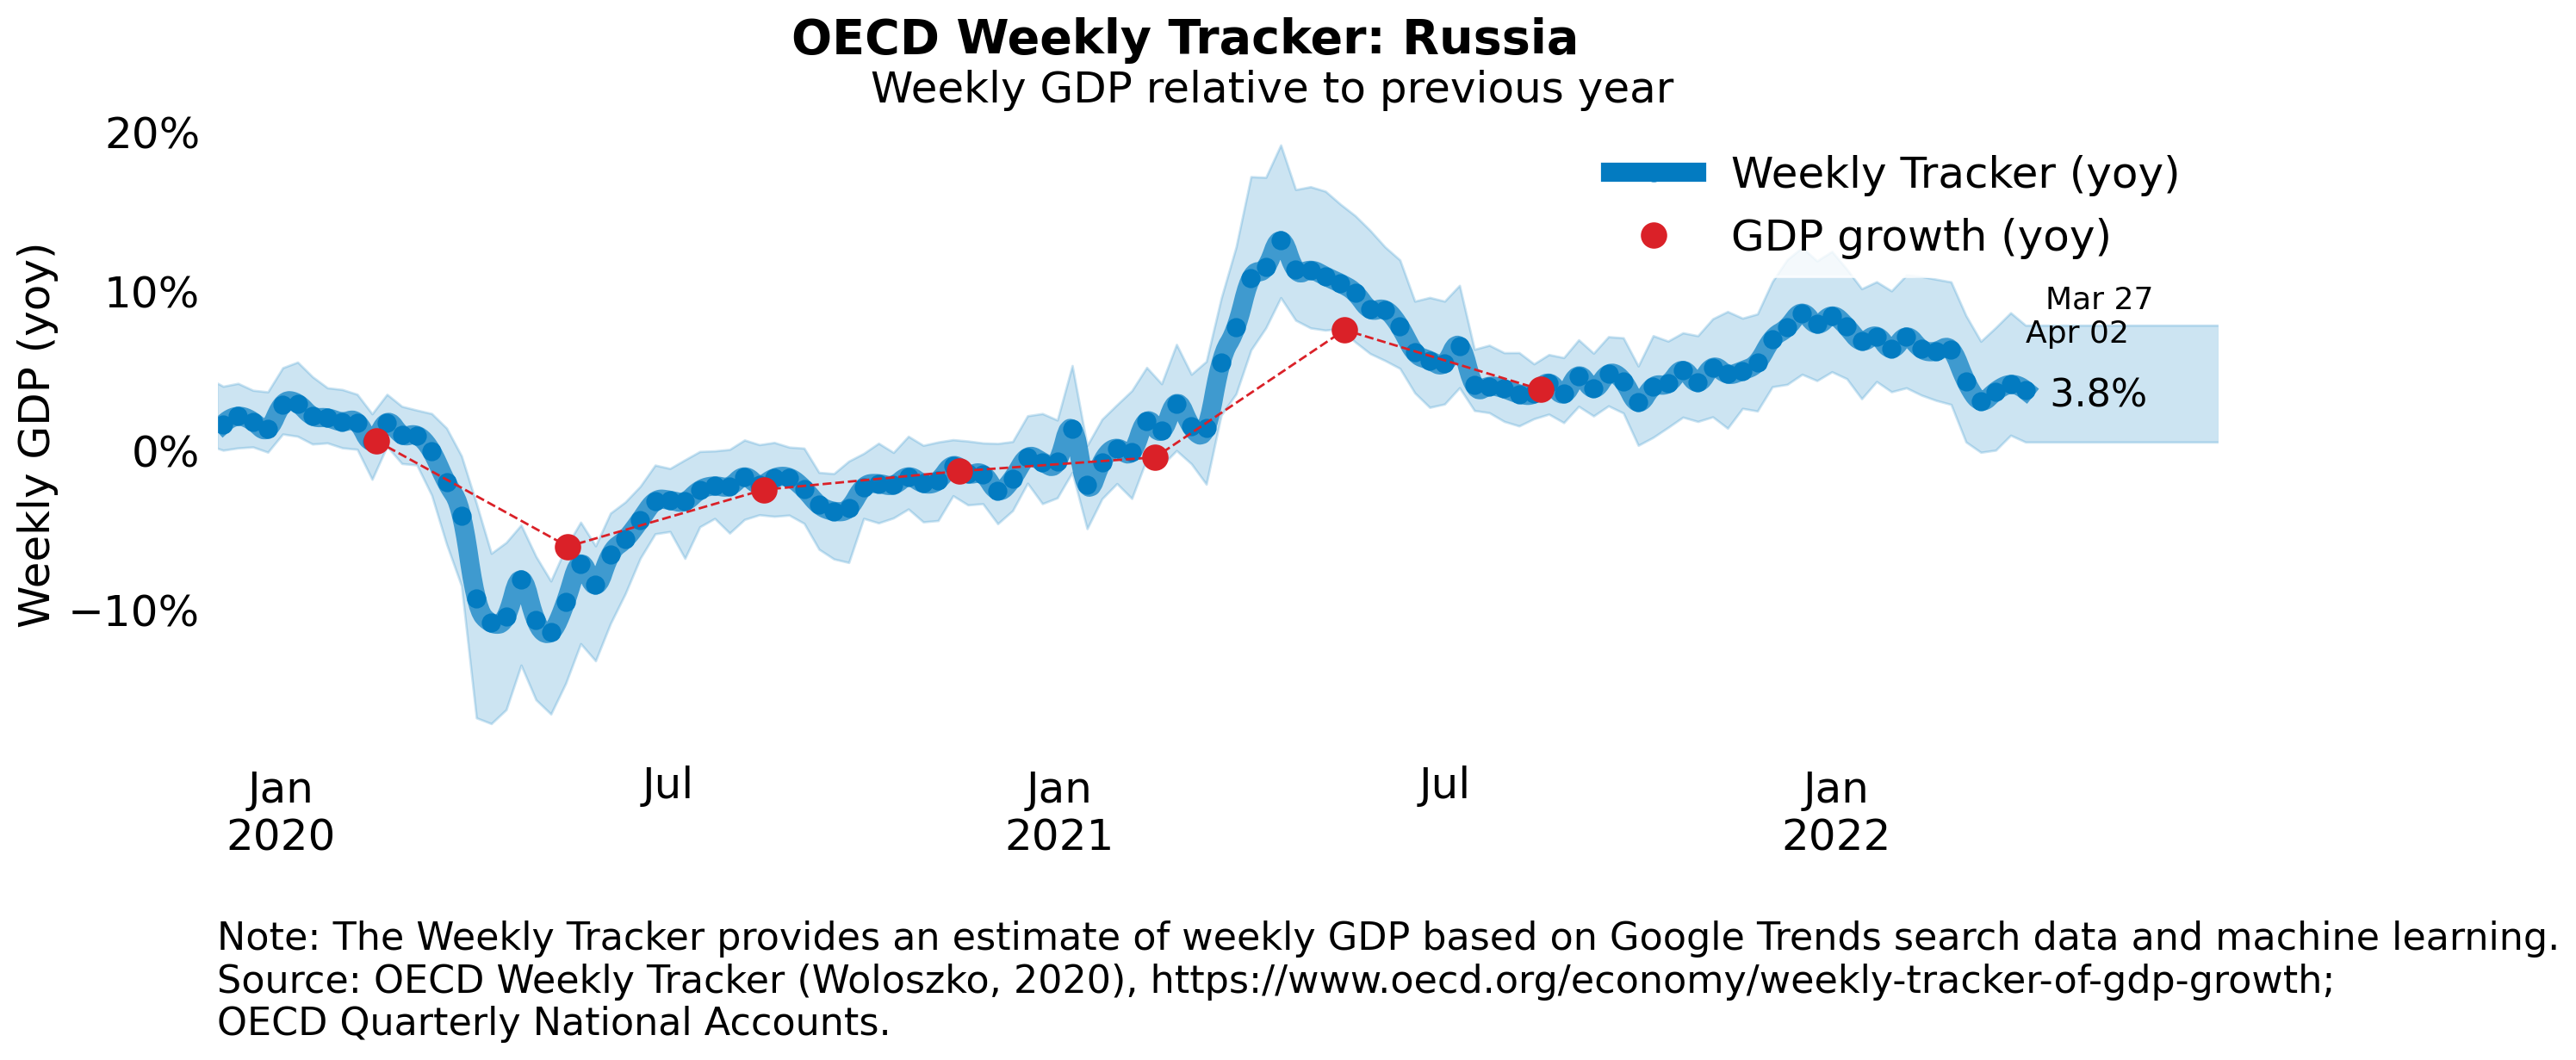 OECD Weekly Tracker: Russia
Weekly GDP relative to previous year
20%
10%
0%
−10%
Weekly GDP (yoy)
Weekly Tracker (yoy)
GDP growth (yoy)
Mar 27
Apr 02
3.8%
Jan
2020
Jul
Jan
2021
Jul
Jan
2022
Note: The Weekly Tracker provides an estimate of weekly GDP based on Google Trends search data and machine learning.
Source: OECD Weekly Tracker (Woloszko, 2020), https://www.oecd.org/economy/weekly-tracker-of-gdp-growth;
OECD Quarterly National Accounts.